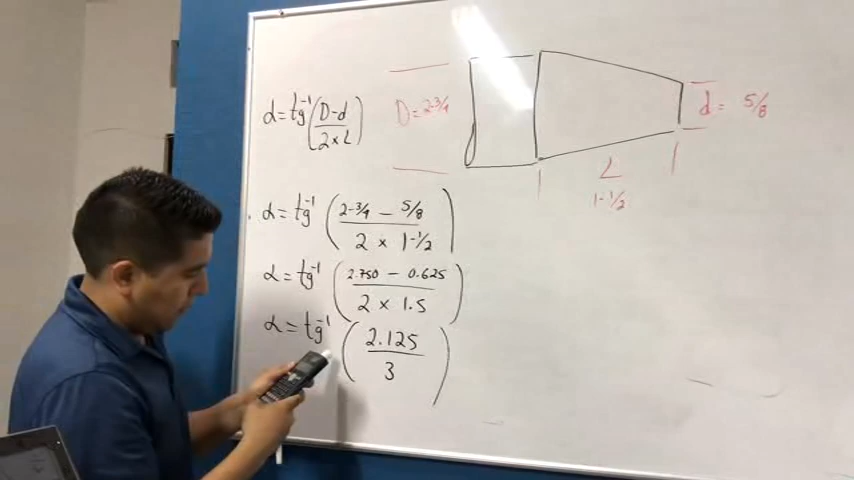 α = tg⁻¹ (D-d / 2×L)
D = 2-3/4
d = 5/8
L
1-1/2
α = tg⁻¹ (2-3/4 - 5/8 / 2 × 1-1/2)
α = tg⁻¹ (2.750 - 0.625 / 2 × 1.5)
α = tg⁻¹ (2.125 / 3)